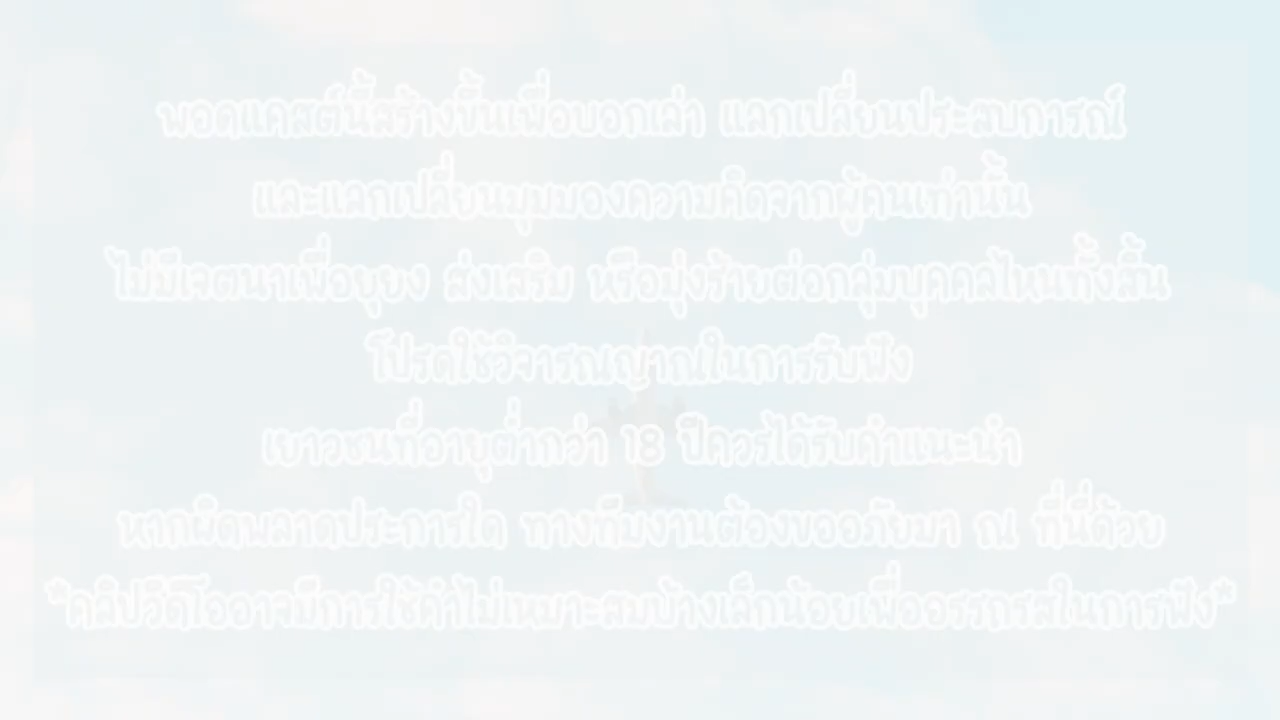 พอดแคสต์นี้สร้างขึ้นเพื่อบอกเล่า แลกเปลี่ยนประสบการณ์
และแลกเปลี่ยนมุมมองความคิดจากผู้คนเท่านั้น
ไม่มีเจตนาเพื่อยุยง ส่งเสริม หรือมุ่งร้ายต่อกลุ่มบุคคลไหนทั้งสิ้น
โปรดใช้วิจารณญาณในการรับฟัง
เยาวชนที่อายุต่ำกว่า 18 ปีควรได้รับคำแนะนำ
หากผิดพลาดประการใด ทางทีมงานต้องขออภัยมา ณ ที่นี่ด้วย
*คลิปวีดีโออาจมีการใช้คำไม่เหมาะสมบ้างเล็กน้อยเพื่ออรรถรสในการฟัง*